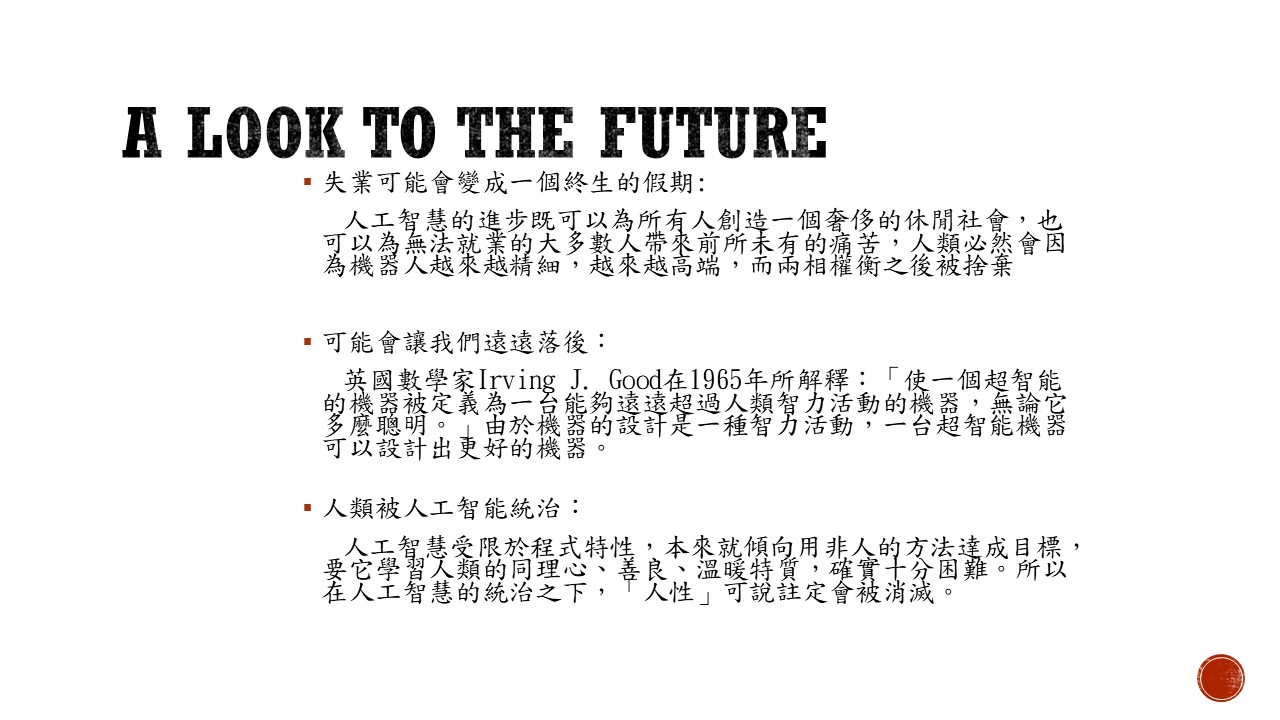 A LOOK TO THE FUTURE
▪ 失業可能會變成一個終生的假期:
人工智慧的進步既可以為所有人創造一個奢侈的休閒社會，也
可以為無法就業的大多數人帶來前所未有的痛苦，人類必然會因
為機器人越來越精細，越來越高端，而兩相權衡之後被捨棄
▪ 可能會讓我們遠遠落後：
英國數學家Irving J. Good在1965年所解釋：「使一個超智能
的機器被定義為一台能夠遠遠超過人類智力活動的機器，無論它
多麼聰明。」由於機器的設計是一種智力活動，一台超智能機器
可以設計出更好的機器。
▪ 人類被人工智能統治：
人工智慧受限於程式特性，本來就傾向用非人的方法達成目標，
要它學習人類的同理心、善良、溫暖特質，確實十分困難。所以
在人工智慧的統治之下，「人性」可說註定會被消滅。